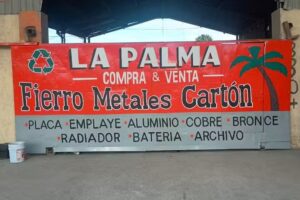 LA PALMA
COMPRA & VENTA
Fierro Metales Cartón
•PLACA •EMPLAYE •ALUMINIO •COBRE •BRONCE
•RADIADOR •BATERIA •ARCHIVO